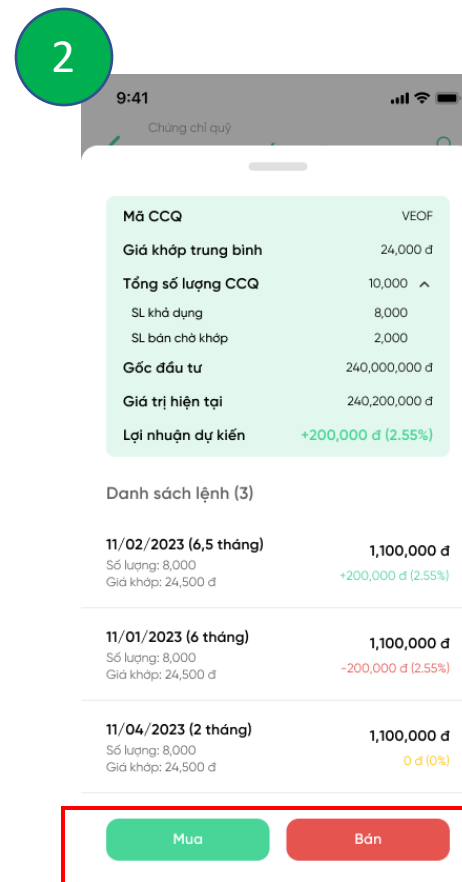 2
9:41
Chứng chỉ quỹ
Mã CCQ VEOF
Giá khớp trung bình 24,000 đ
Tổng số lượng CCQ 10,000
SL khả dụng 8,000
SL bán chờ khớp 2,000
Gốc đầu tư 240,000,000 đ
Giá trị hiện tại 240,200,000 đ
Lợi nhuận dự kiến +200,000 đ (2.55%)
Danh sách lệnh (3)
11/02/2023 (6,5 tháng) 1,100,000 đ
Số lượng: 8,000
Giá khớp: 24,500 đ +200,000 đ (2.55%)
11/01/2023 (6 tháng) 1,100,000 đ
Số lượng: 8,000
Giá khớp: 24,500 đ -200,000 đ (2.55%)
11/04/2023 (2 tháng) 1,100,000 đ
Số lượng: 8,000
Giá khớp: 24,500 đ 0 đ (0%)
Mua Bán